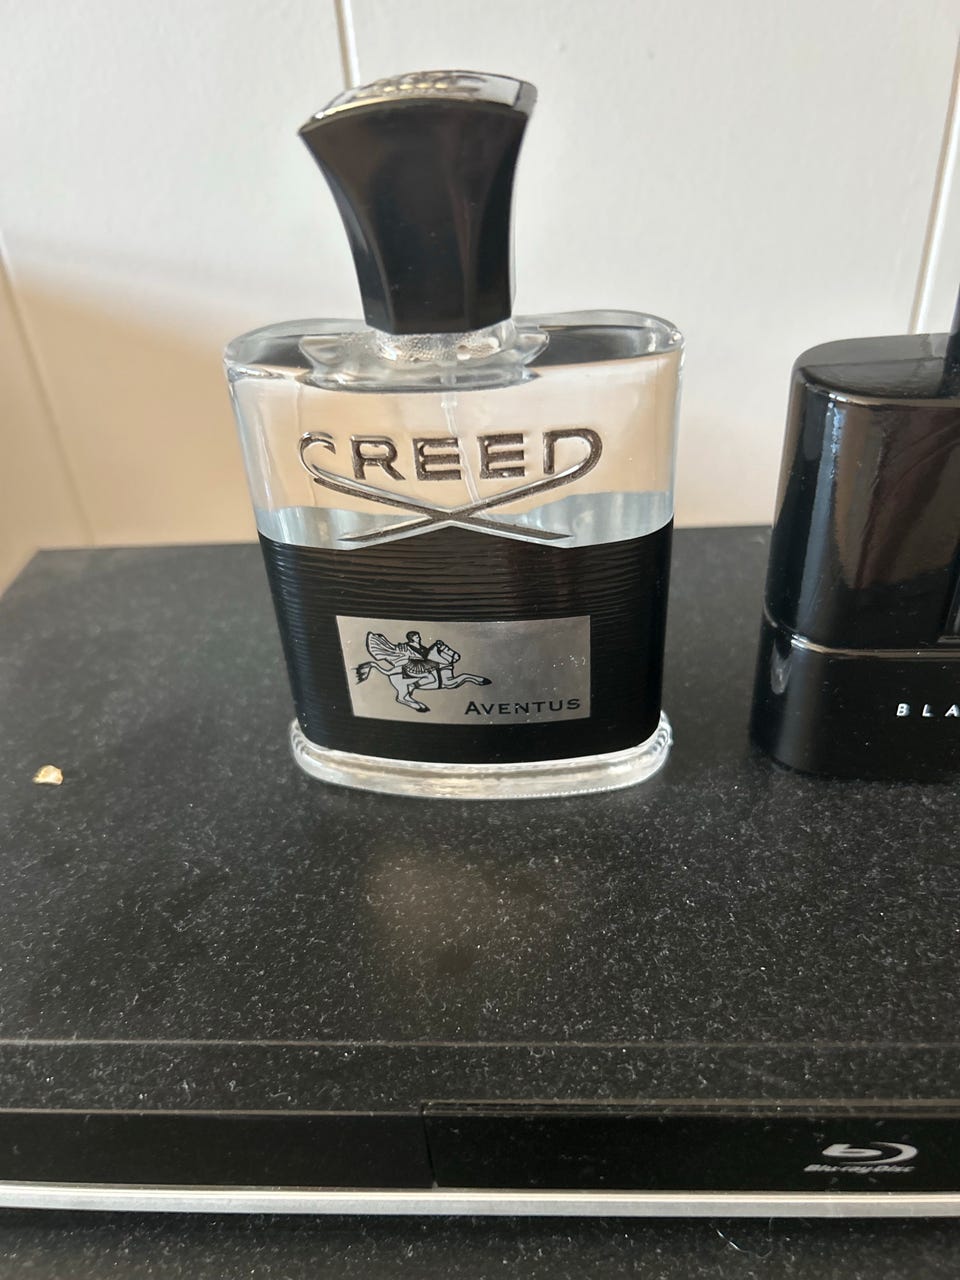 CREED
AVENTUS
BLA
Blu-ray Disc